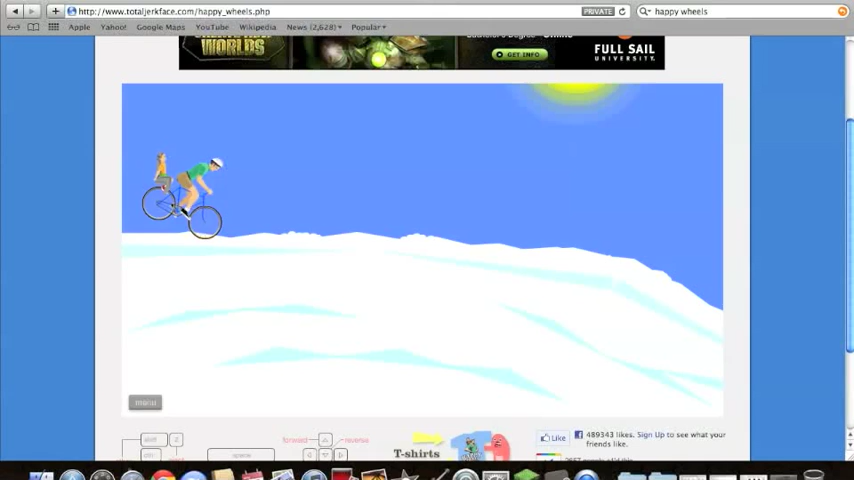 http://www.totaljerkface.com/happy_wheels.php PRIVATE happy wheels
Apple Yahoo! Google Maps YouTube Wikipedia News (2,628) Popular
WORLDS
GET INFO
FULL SAIL
UNIVERSITY.
menu
forward reverse
space
T-shirts
Like 489343 likes. Sign Up to see what your
friends like.